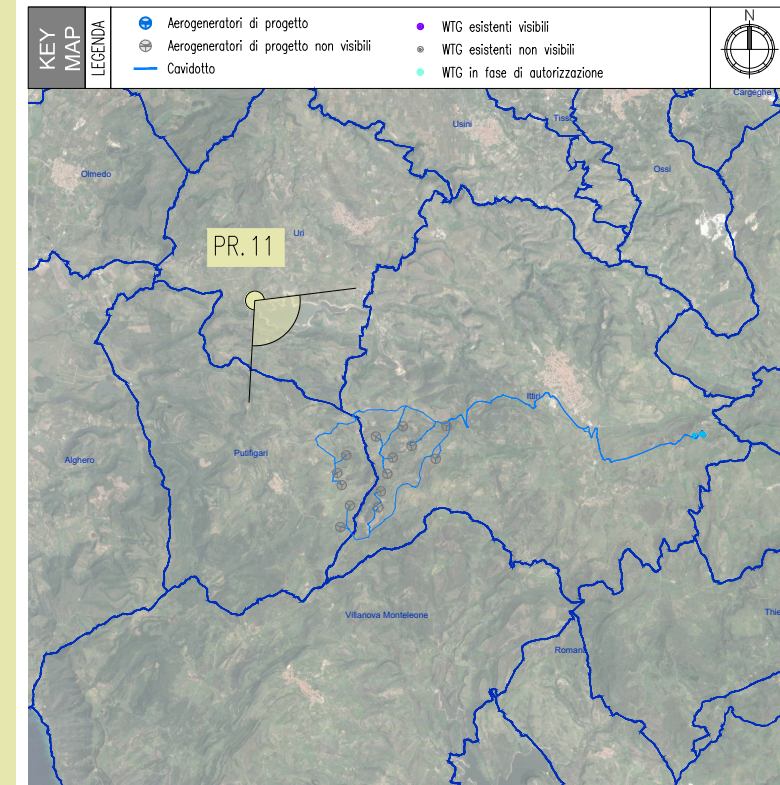 KEY
MAP
LEGENDA
Aerogeneratori di progetto
Aerogeneratori di progetto non visibili
Cavidotto
WTG esistenti visibili
WTG esistenti non visibili
WTG in fase di autorizzazione
N
Cargeghe
Usini
Tissi
Ossi
Olmedo
Uri
PR.11
Ittiri
Putifigari
Alghero
Villanova Monteleone
Thie
Romana